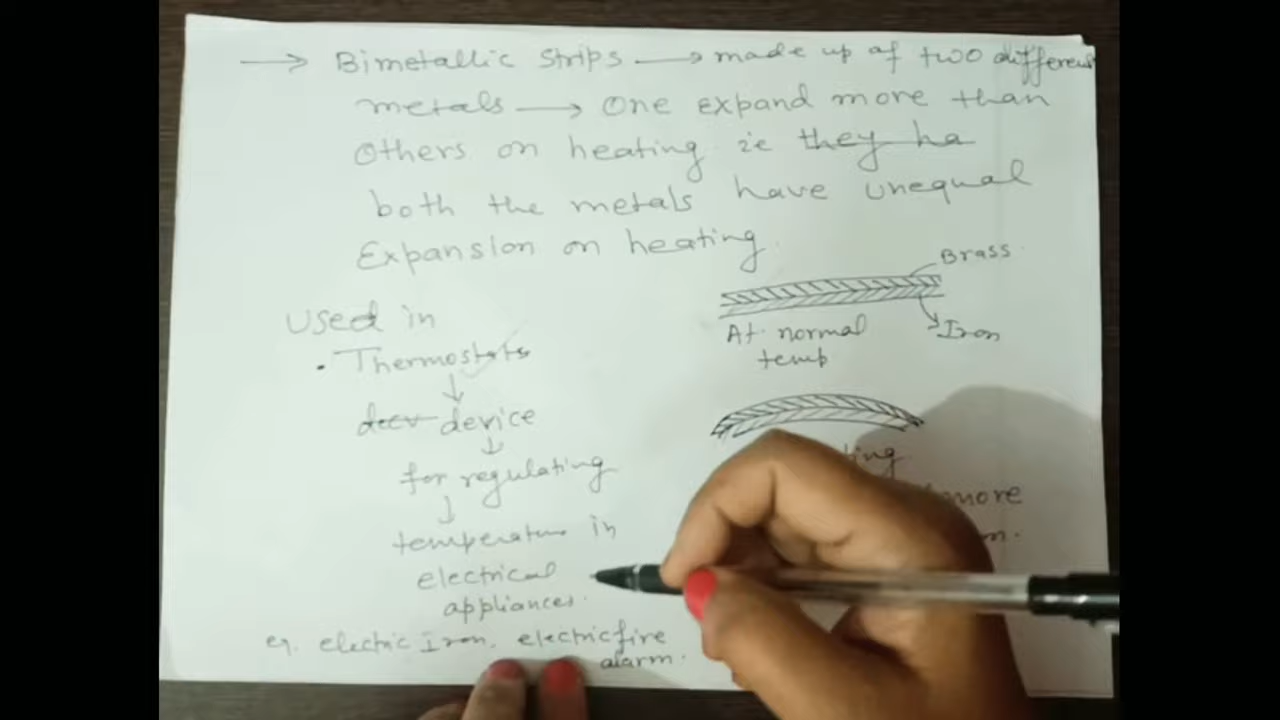 → Bimetallic Strips → made up of two different
metals → One expand more than
Others on heating ie they ha
both the metals have unequal
Expansion on heating.
Brass
Iron
At normal
temp
ting
more
n.
Used in
• Thermostats
↓
device
↓
for regulating
↓
temperature in
electrical
appliances.
eg. electric Iron, electric fire
alarm.